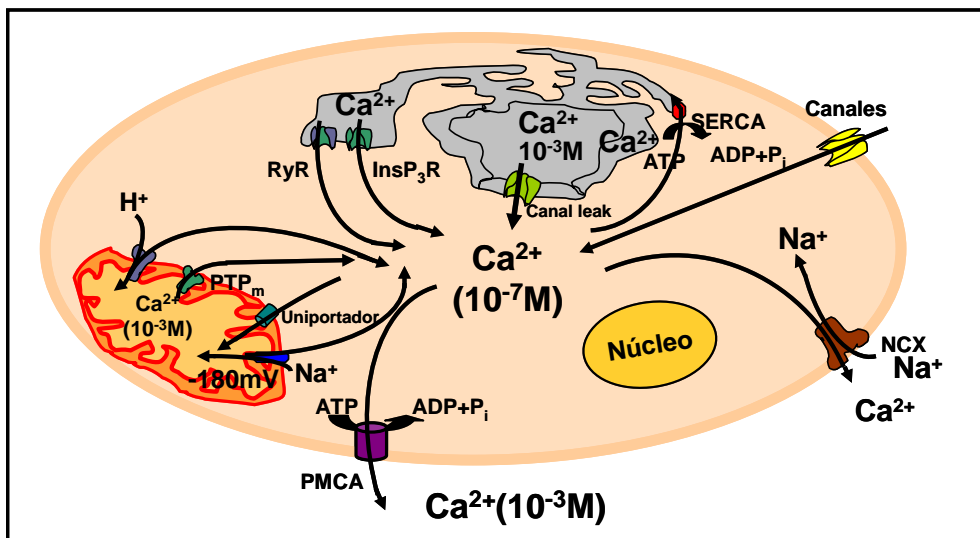 Ca²⁺
RyR
InsP₃R
Ca²⁺
10⁻³M
Canal leak
Ca²⁺
SERCA
ATP
ADP+Pᵢ
Canales
H⁺
PTPₘ
Ca²⁺
(10⁻³M)
Uniportador
-180mV
Na⁺
Ca²⁺
(10⁻⁷M)
Núcleo
Na⁺
NCX
Na⁺
Ca²⁺
ATP
ADP+Pᵢ
PMCA
Ca²⁺(10⁻³M)